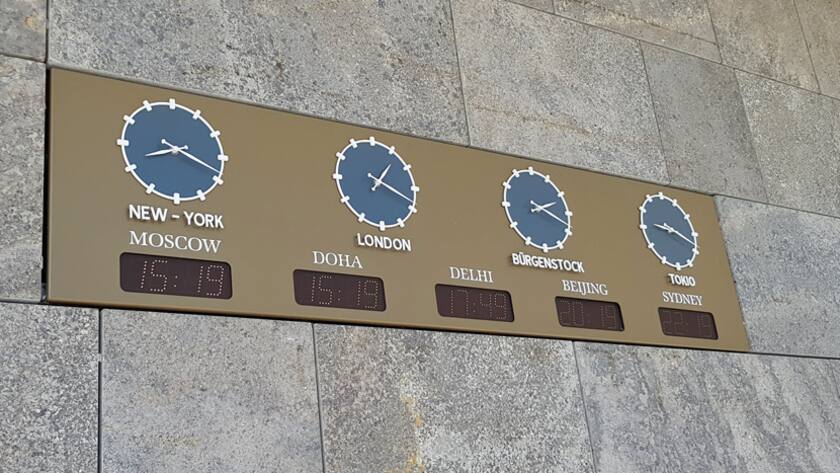 NEW-YORK
LONDON
BÜRGENSTOCK
TOKIO
MOSCOW
DOHA
DELHI
BEIJING
SYDNEY
15:19
15:19
17:49
20:19
22:19